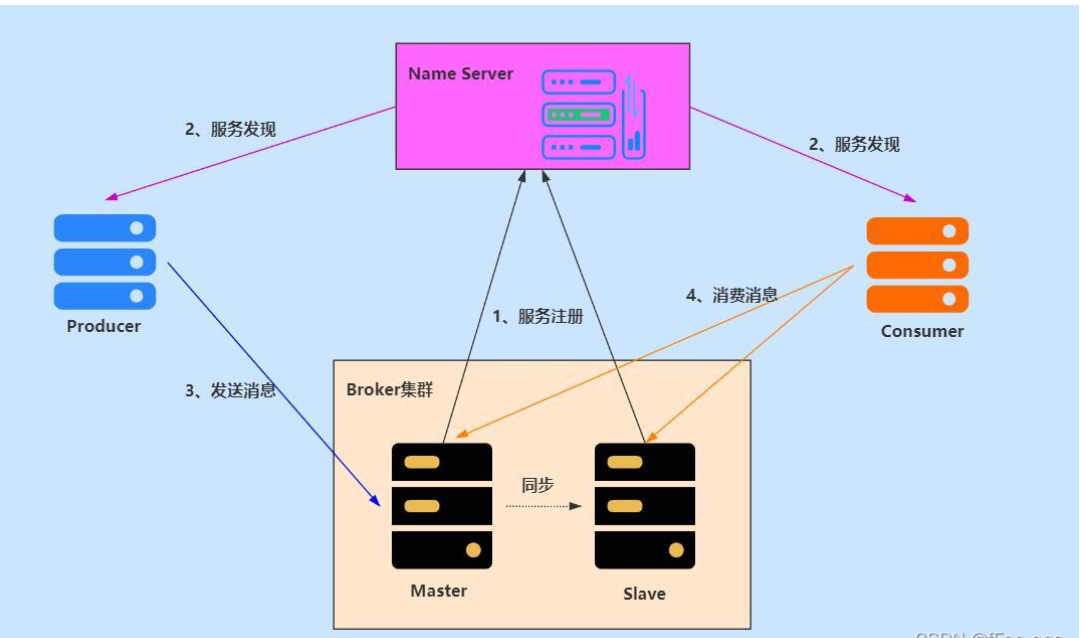 Name Server
2、服务发现
2、服务发现
Producer
Consumer
4、消费消息
1、服务注册
3、发送消息
Broker集群
同步
Master
Slave